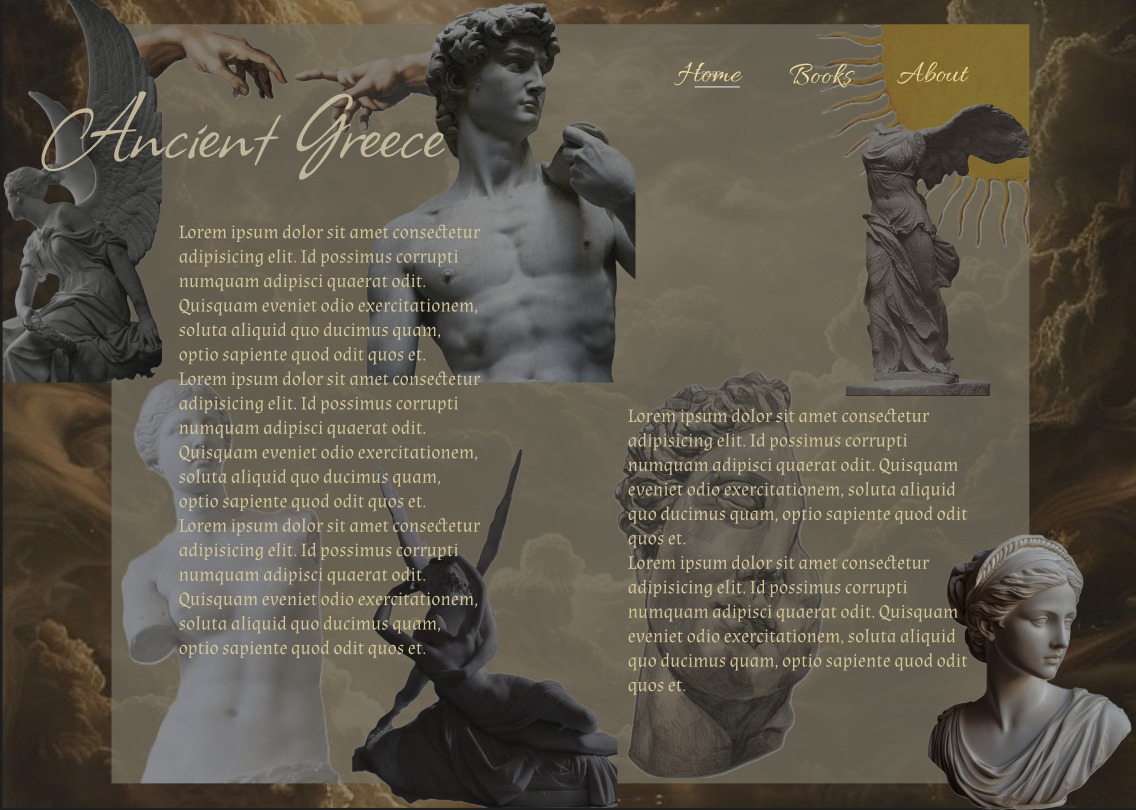 Home Books About
Ancient Greece
Lorem ipsum dolor sit amet consectetur
adipisicing elit. Id possimus corrupti
numquam adipisci quaerat odit.
Quisquam eveniet odio exercitationem,
soluta aliquid quo ducimus quam,
optio sapiente quod odit quos et.
Lorem ipsum dolor sit amet consectetur
adipisicing elit. Id possimus corrupti
numquam adipisci quaerat odit.
Quisquam eveniet odio exercitationem,
soluta aliquid quo ducimus quam,
optio sapiente quod odit quos et.
Lorem ipsum dolor sit amet consectetur
adipisicing elit. Id possimus corrupti
numquam adipisci quaerat odit.
Quisquam eveniet odio exercitationem,
soluta aliquid quo ducimus quam,
optio sapiente quod odit quos et.
Lorem ipsum dolor sit amet consectetur
adipisicing elit. Id possimus corrupti
numquam adipisci quaerat odit. Quisquam
eveniet odio exercitationem, soluta aliquid
quo ducimus quam, optio sapiente quod odit
quos et.
Lorem ipsum dolor sit amet consectetur
adipisicing elit. Id possimus corrupti
numquam adipisci quaerat odit. Quisquam
eveniet odio exercitationem, soluta aliquid
quo ducimus quam, optio sapiente quod odit
quos et.